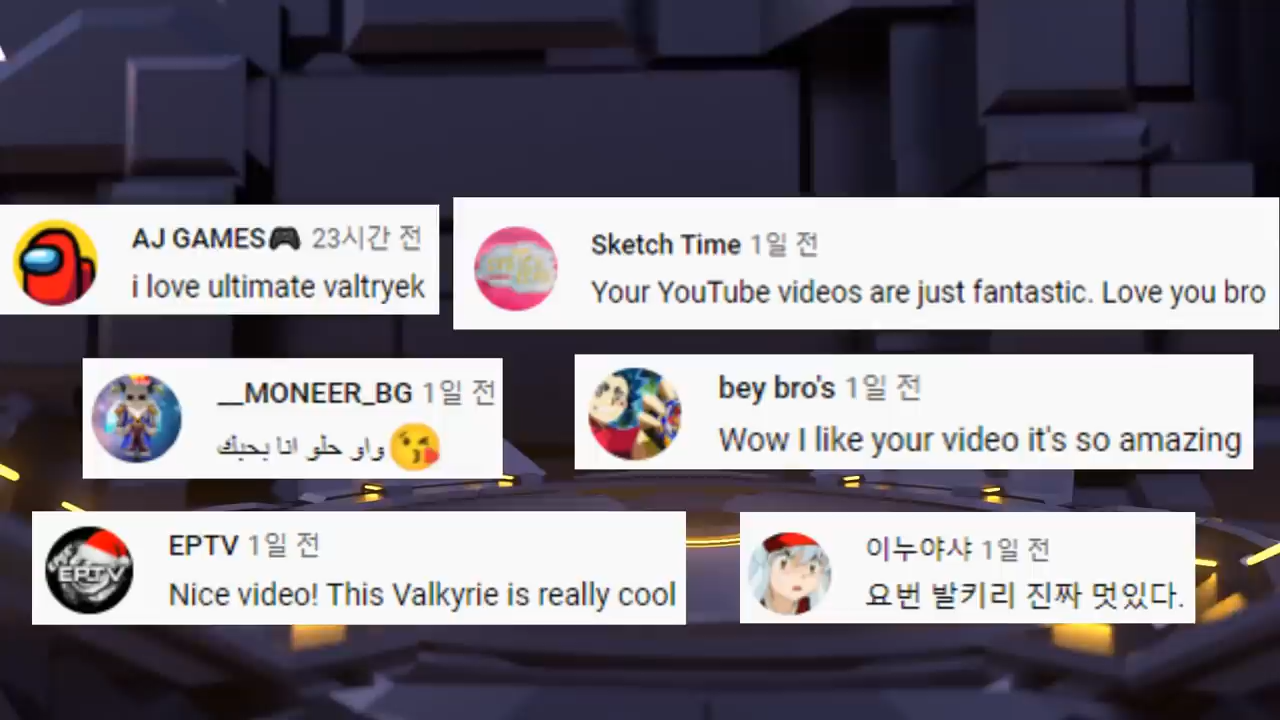 AJ GAMES🎮 23시간 전
i love ultimate valtryek
Sketch Time 1일 전
Your YouTube videos are just fantastic. Love you bro
__MONEER_BG 1일 전
واو حلو انا بحبك😘
bey bro's 1일 전
Wow I like your video it's so amazing
EPTV 1일 전
EPTV
Nice video! This Valkyrie is really cool
이누야샤 1일 전
요번 발키리 진짜 멋있다.